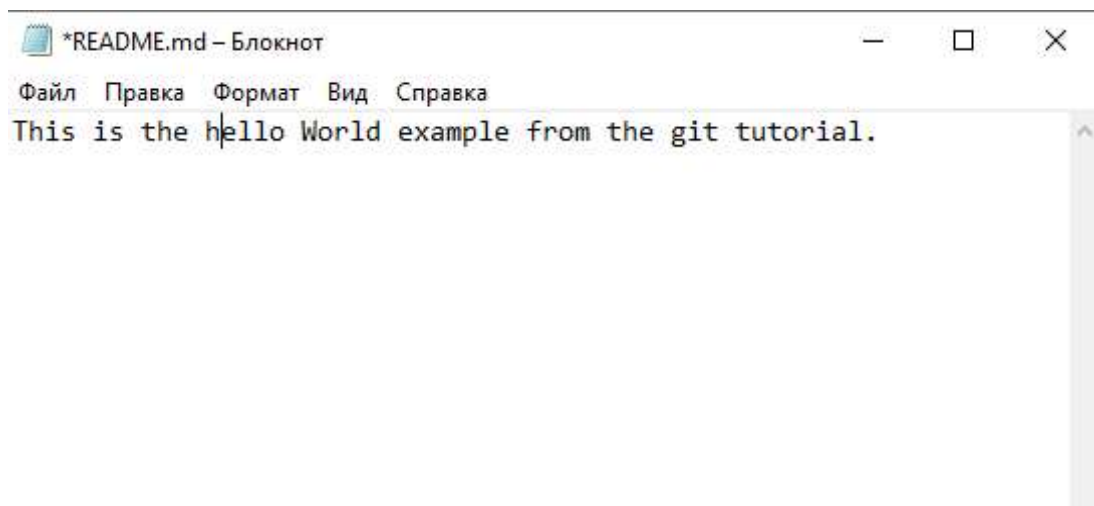 *README.md – Блокнот
Файл Правка Формат Вид Справка
This is the hello World example from the git tutorial.